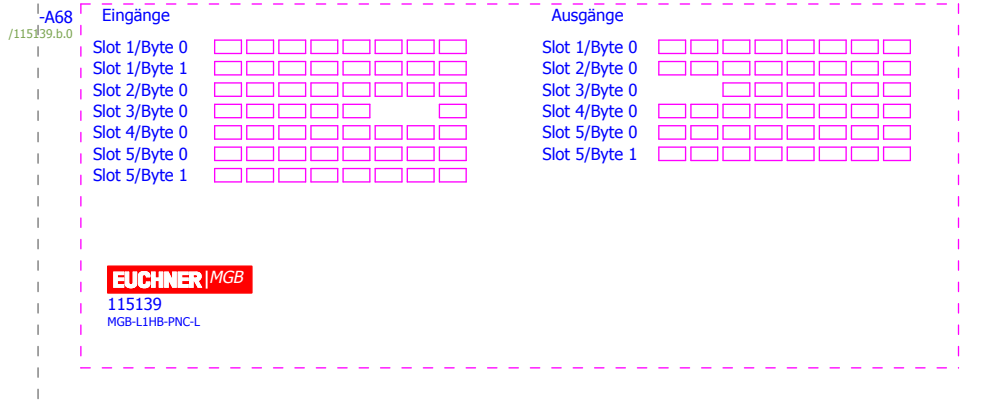 -A68
/115139.b.0
Eingänge
Slot 1/Byte 0
Slot 1/Byte 1
Slot 2/Byte 0
Slot 3/Byte 0
Slot 4/Byte 0
Slot 5/Byte 0
Slot 5/Byte 1
Ausgänge
Slot 1/Byte 0
Slot 2/Byte 0
Slot 3/Byte 0
Slot 4/Byte 0
Slot 5/Byte 0
Slot 5/Byte 1
EUCHNER|MGB
115139
MGB-L1HB-PNC-L